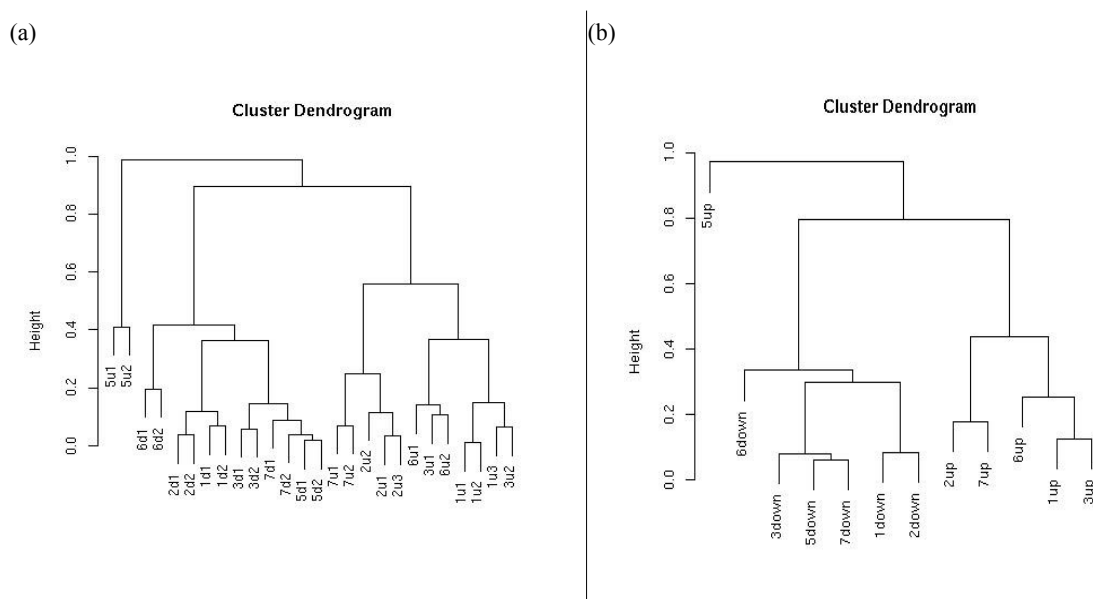 (a)
Cluster Dendrogram
Height
1.0
0.8
0.6
0.4
0.2
0.0
5u1
5u2
6d1
6d2
2d1
2d2
1d1
1d2
3d1
3d2
7d1
7d2
5d1
5d2
7u1
7u2
2u2
2u1
2u3
6u1
3u1
6u2
1u1
1u2
1u3
3u2
(b)
Cluster Dendrogram
Height
1.0
0.8
0.6
0.4
0.2
0.0
5up
6down
3down
5down
7down
1down
2down
2up
7up
6up
1up
3up